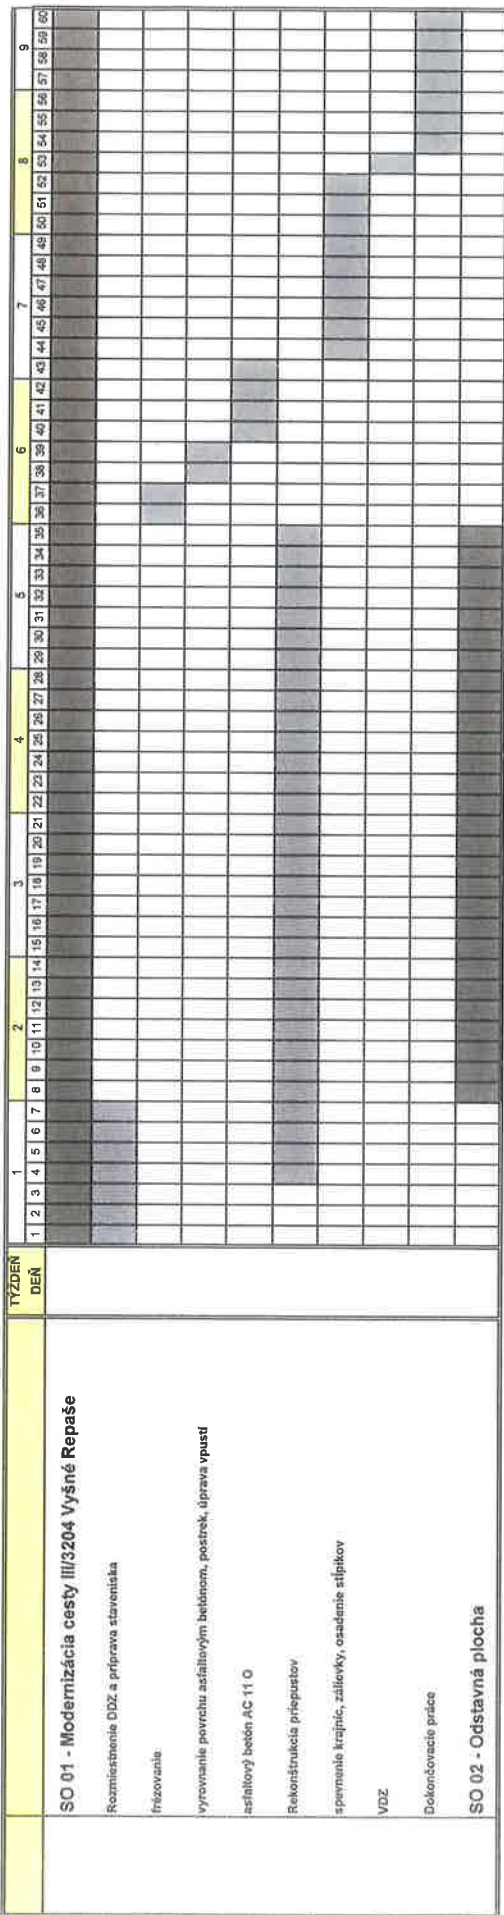 TÝŽDEŇ 1 2 3 4 5 6 7 8 9
DEŇ 1 2 3 4 5 6 7 8 9 10 11 12 13 14 15 16 17 18 19 20 21 22 23 24 25 26 27 28 29 30 31 32 33 34 35 36 37 38 39 40 41 42 43 44 45 46 47 48 49 50 51 52 53 54 55 56 57 58 59 60
SO 01 - Modernizácia cesty III/3204 Vyšné Repaše
Rozmiestnenie DDZ a príprava staveniska
frézovanie
vyrovnanie povrchu asfaltovým betónom, postrek, úprava vpustí
asfaltový betón AC 11 O
Rekonštrukcia priepustov
spevnenie krajníc, zálievky, osadenie stĺpikov
VDZ
Dokončovacie práce
SO 02 - Odstavná plocha